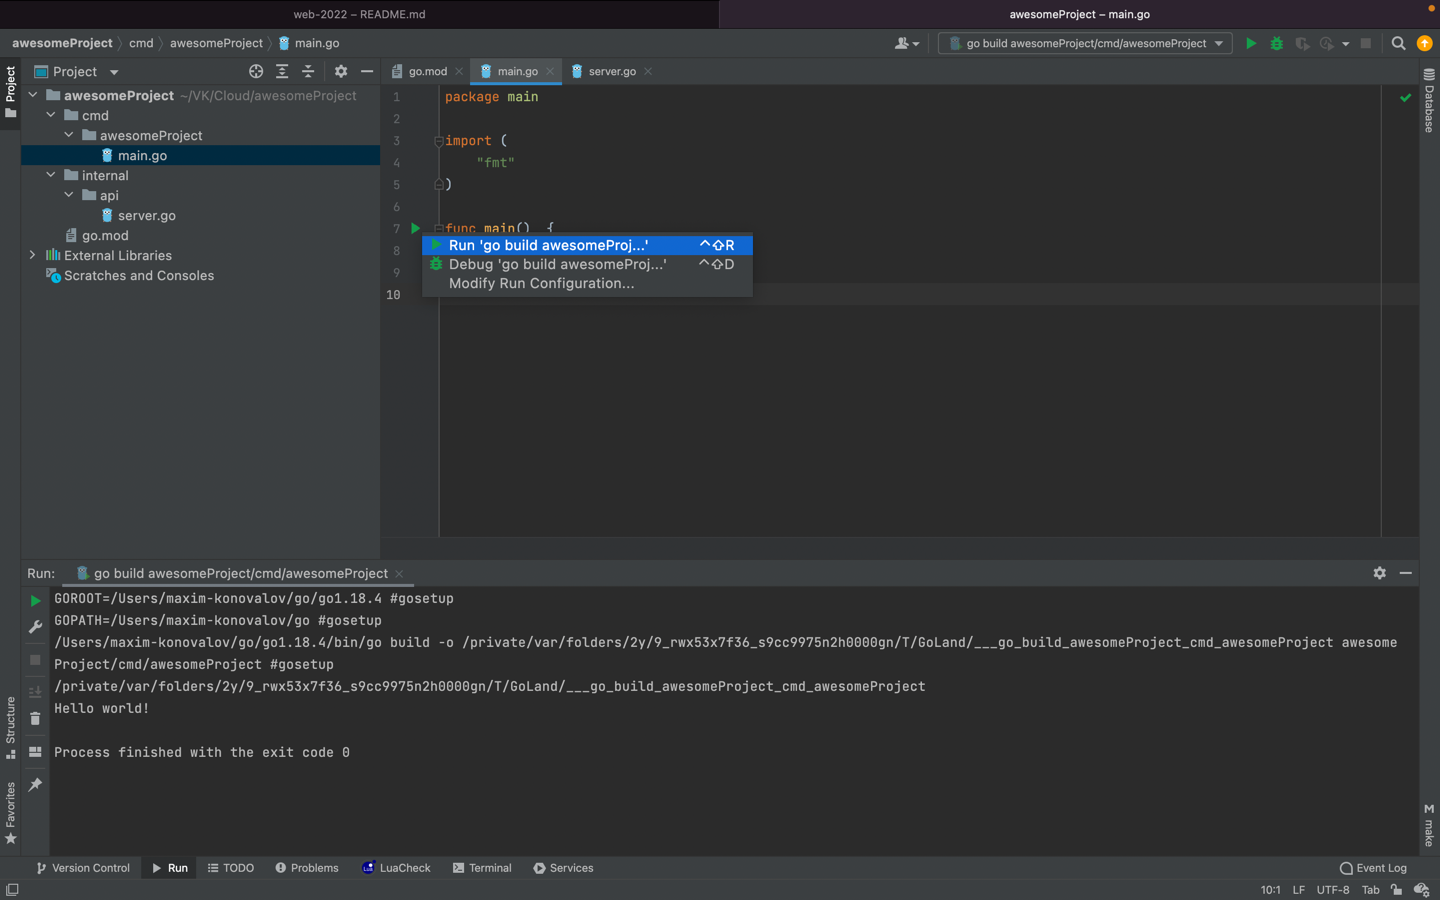 web-2022 – README.md
awesomeProject – main.go
awesomeProject cmd awesomeProject main.go
go build awesomeProject/cmd/awesomeProject
Project
Project
go.mod
main.go
server.go
Database
awesomeProject ~/VK/Cloud/awesomeProject
cmd
awesomeProject
main.go
internal
api
server.go
go.mod
External Libraries
Scratches and Consoles
1 package main
2
3 import (
4 "fmt"
5 )
6
7 func main() {
8
9
10
Run 'go build awesomeProj...' ^⇧R
Debug 'go build awesomeProj...' ^⇧D
Modify Run Configuration...
Run: go build awesomeProject/cmd/awesomeProject
GOROOT=/Users/maxim-konovalov/go/go1.18.4 #gosetup
GOPATH=/Users/maxim-konovalov/go #gosetup
/Users/maxim-konovalov/go/go1.18.4/bin/go build -o /private/var/folders/2y/9_rwx53x7f36_s9cc9975n2h0000gn/T/GoLand/___go_build_awesomeProject_cmd_awesomeProject awesome
Project/cmd/awesomeProject #gosetup
/private/var/folders/2y/9_rwx53x7f36_s9cc9975n2h0000gn/T/GoLand/___go_build_awesomeProject_cmd_awesomeProject
Hello world!
Process finished with the exit code 0
Structure
Favorites
M make
Version Control
Run
TODO
Problems
Lua LuaCheck
Terminal
Services
Event Log
10:1 LF UTF-8 Tab